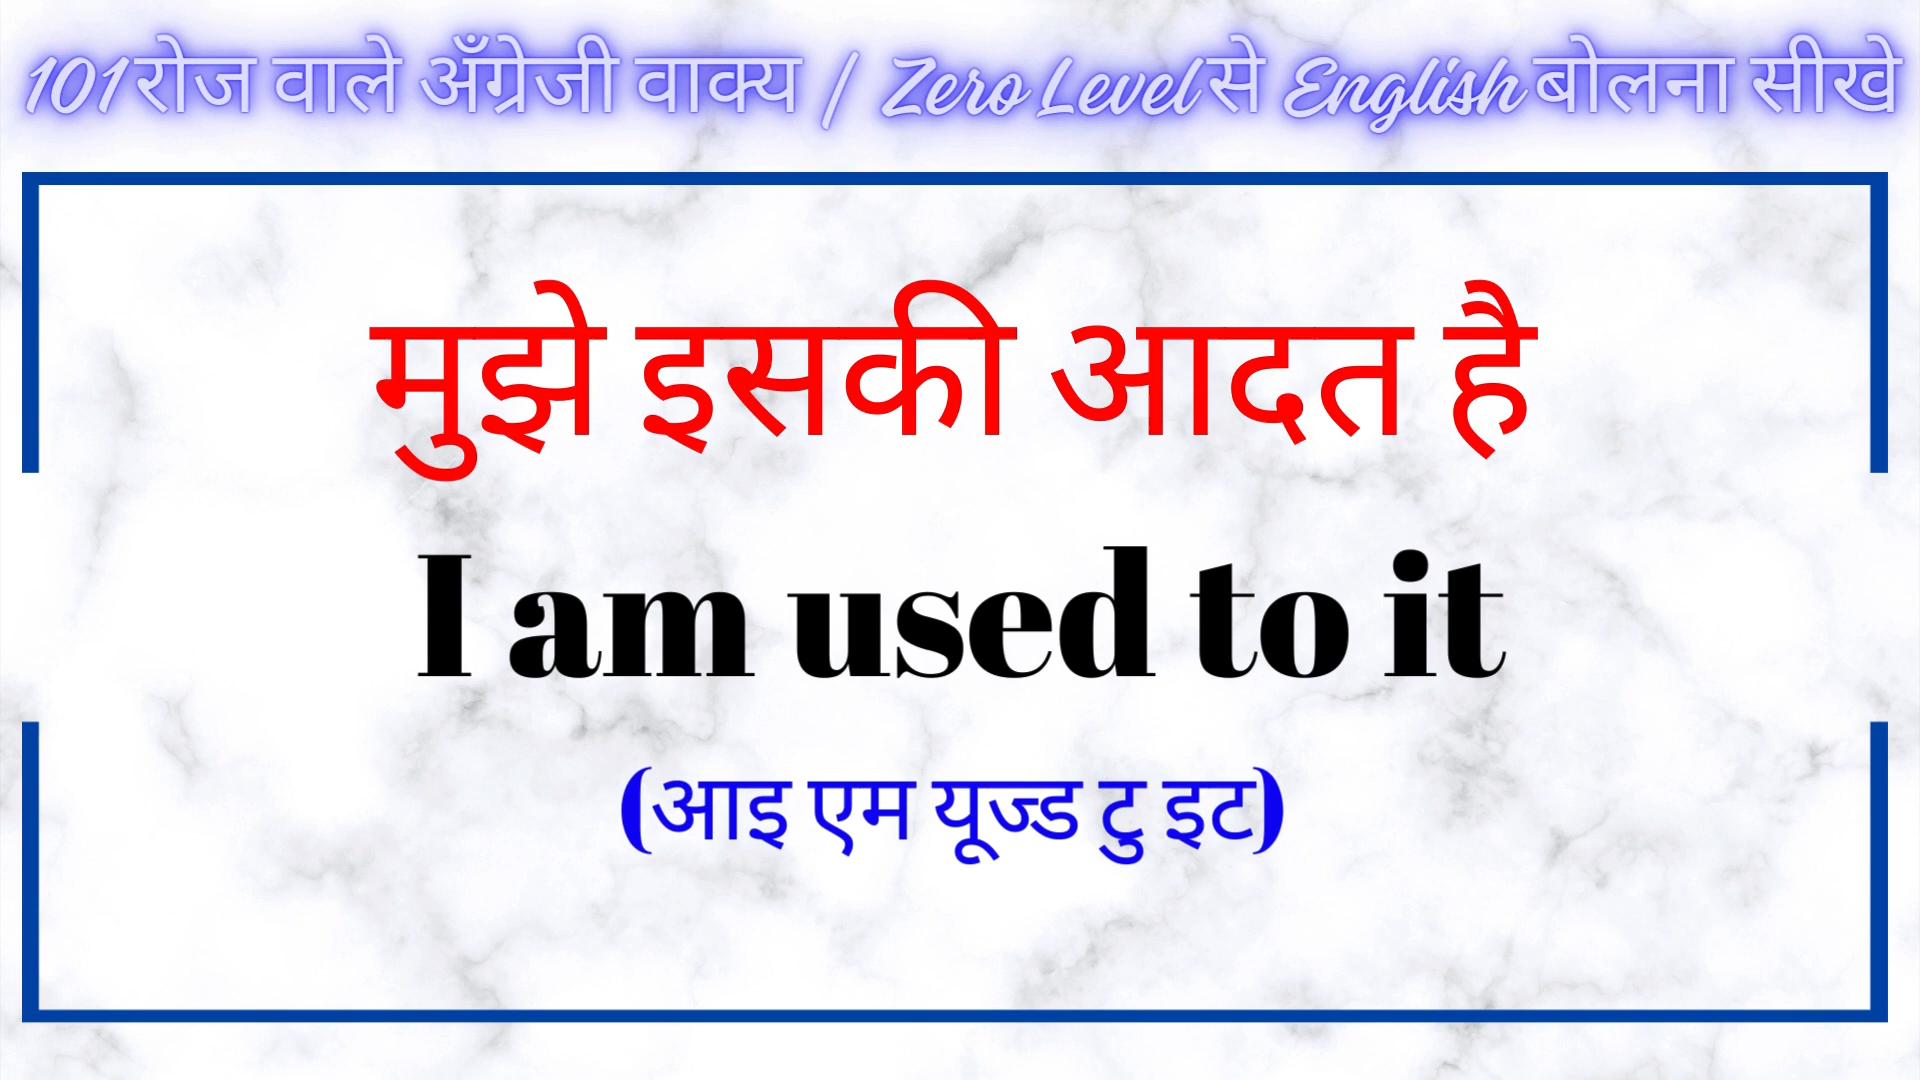 101 रोज वाले अँग्रेजी वाक्य / Zero Level से English बोलना सीखे
मुझे इसकी आदत है
I am used to it
(आइ एम यूज्ड टु इट)